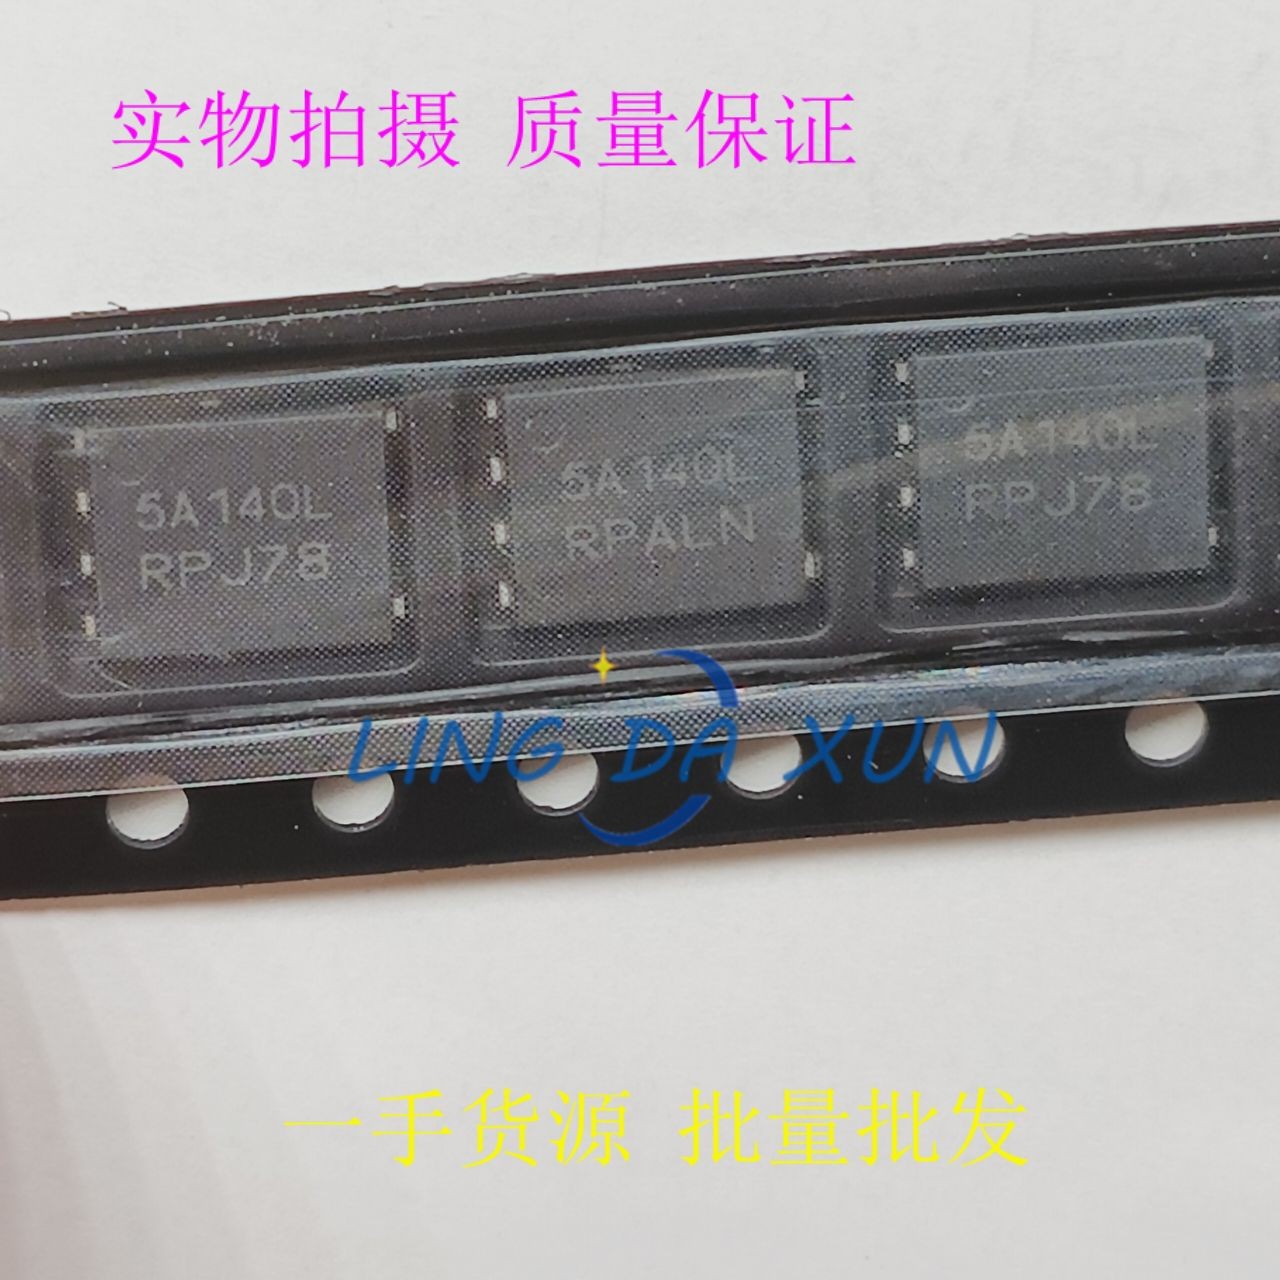 实物拍摄 质量保证
5A140L
RPJ78
5A140L
RPALN
5A140L
RPJ78
LING DA XUN
一手货源 批量批发